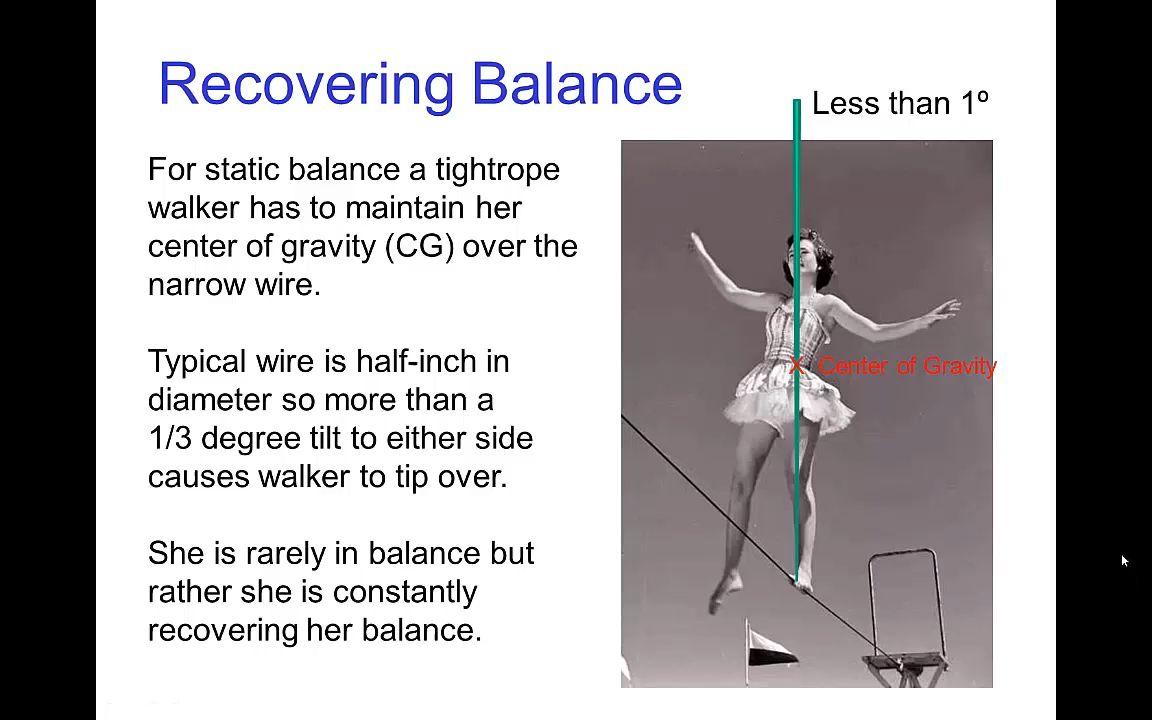 Recovering Balance
Less than 1º
For static balance a tightrope
walker has to maintain her
center of gravity (CG) over the
narrow wire.
Typical wire is half-inch in
diameter so more than a
1/3 degree tilt to either side
causes walker to tip over.
She is rarely in balance but
rather she is constantly
recovering her balance.
X Center of Gravity